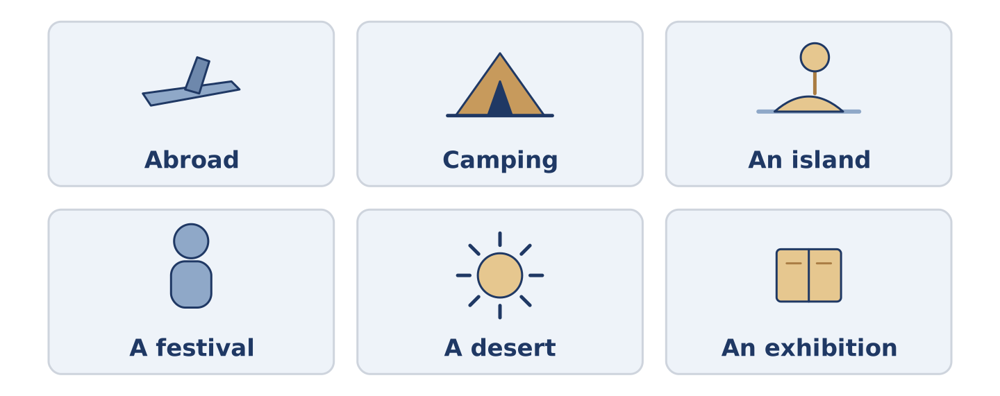 Abroad
Camping
An island
A festival
A desert
An exhibition